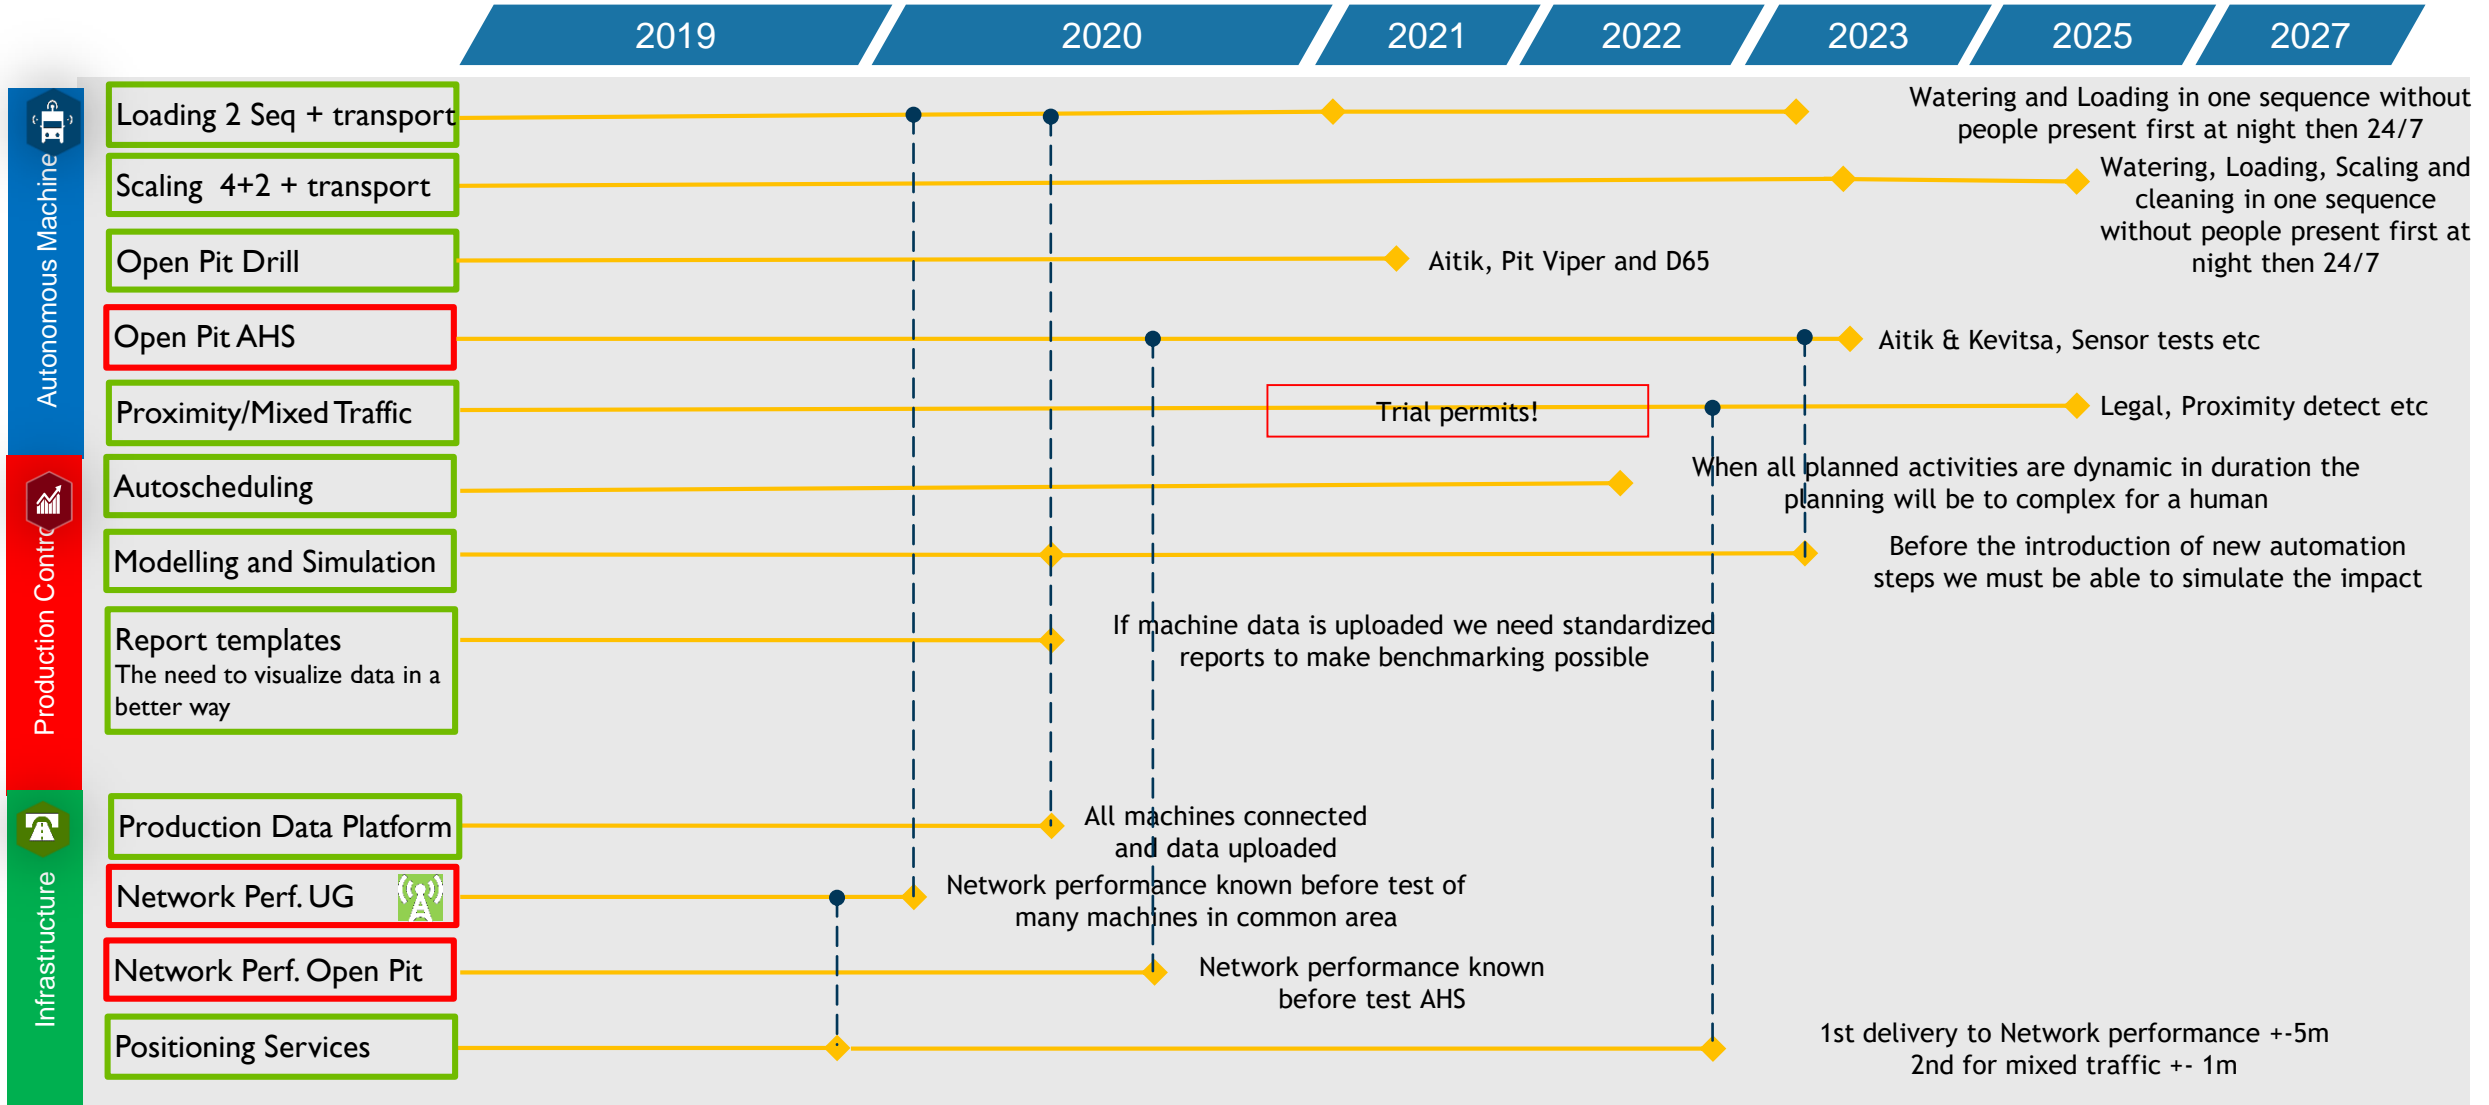 2019
2020
2021
2022
2023
2025
2027
Autonomous Machine
Loading 2 Seq + transport
Watering and Loading in one sequence without
people present first at night then 24/7
Scaling 4+2 + transport
Watering, Loading, Scaling and
cleaning in one sequence
without people present first at
night then 24/7
Open Pit Drill
Aitik, Pit Viper and D65
Open Pit AHS
Aitik & Kevitsa, Sensor tests etc
Proximity/Mixed Traffic
Trial permits!
Legal, Proximity detect etc
Production Contro
Autoscheduling
When all planned activities are dynamic in duration the
planning will be to complex for a human
Modelling and Simulation
Before the introduction of new automation
steps we must be able to simulate the impact
Report templates
The need to visualize data in a
better way
If machine data is uploaded we need standardized
reports to make benchmarking possible
Infrastructure
Production Data Platform
All machines connected
and data uploaded
Network Perf. UG
Network performance known before test of
many machines in common area
Network Perf. Open Pit
Network performance known
before test AHS
Positioning Services
1st delivery to Network performance +-5m
2nd for mixed traffic +- 1m